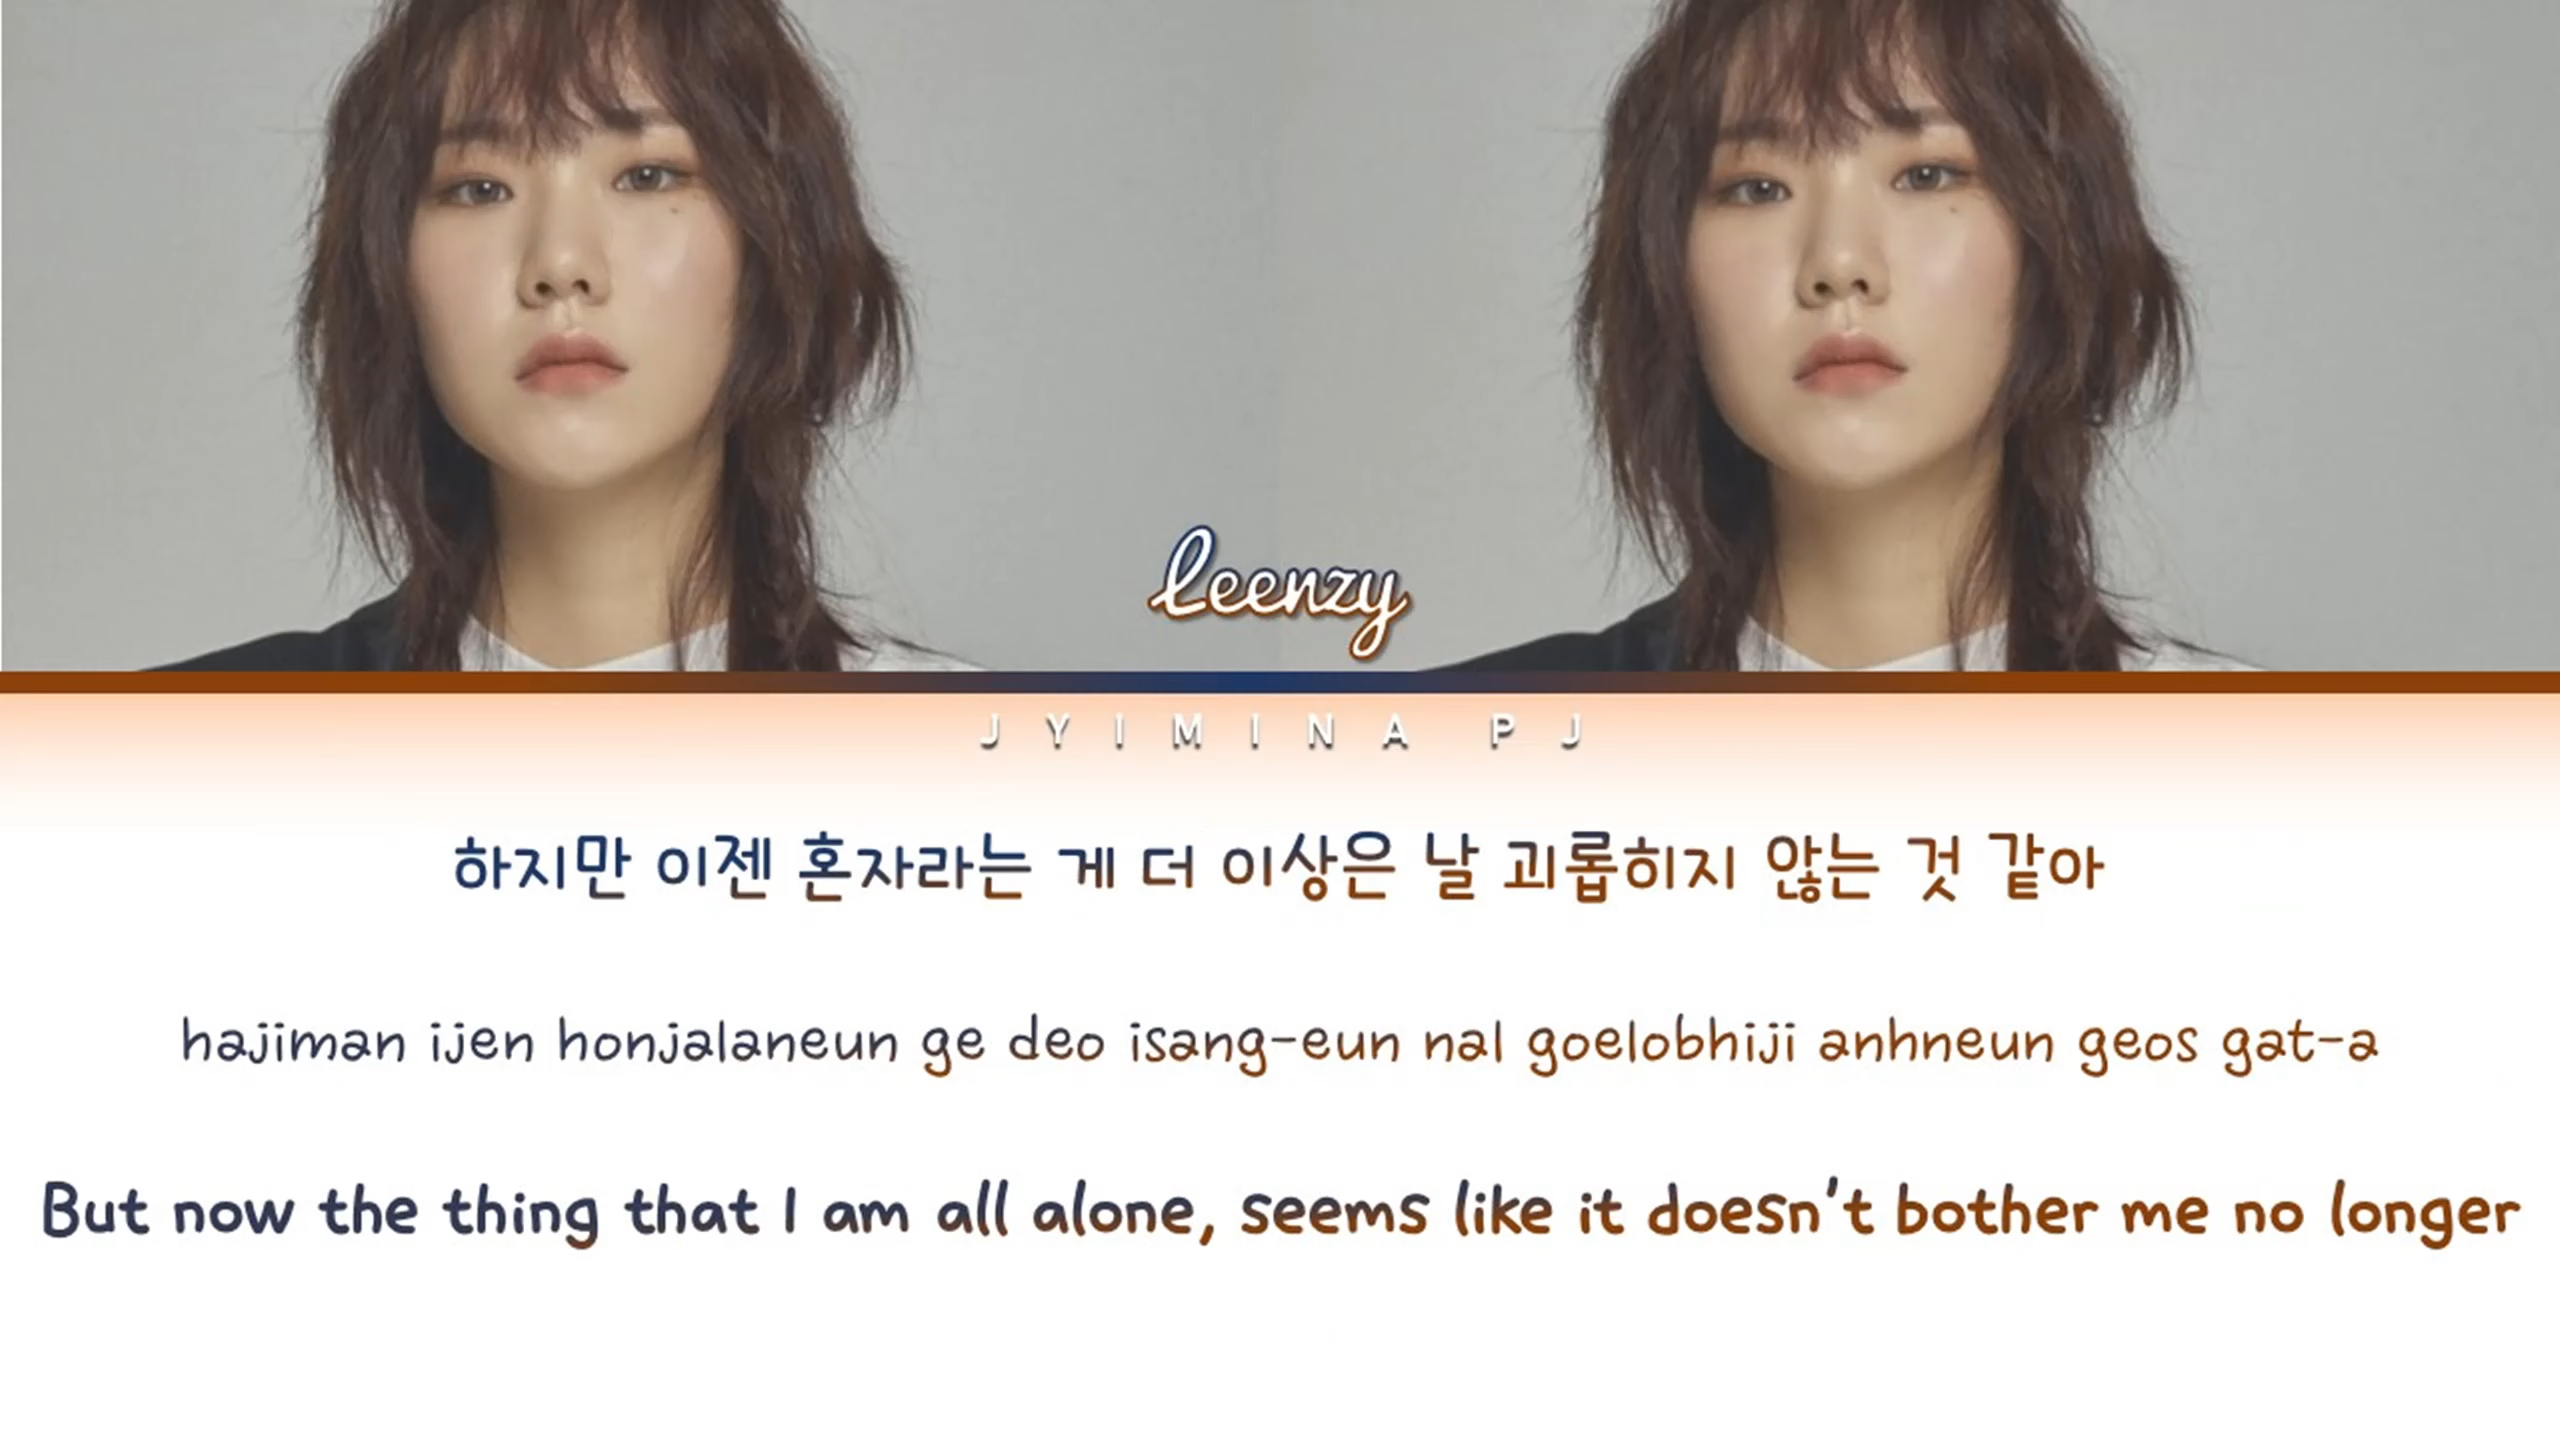 leenzy
JYIMINA PJ
하지만 이젠 혼자라는 게 더 이상은 날 괴롭히지 않는 것 같아
hajiman ijen honjalaneun ge deo isang-eun nal goelobhiji anhneun geos gat-a
But now the thing that I am all alone, seems like it doesn't bother me no longer